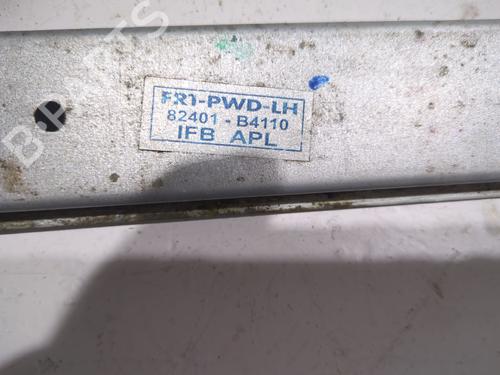 FR1-PWD-LH
82401 - B4110
IFB APL